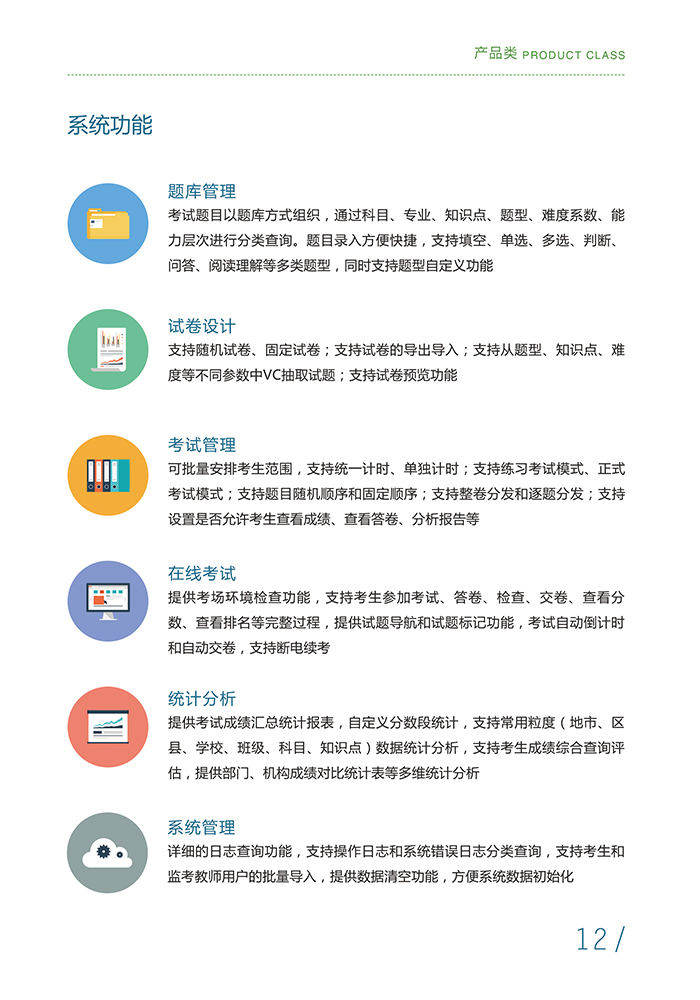 产品类 PRODUCT CLASS
系统功能
题库管理
考试题目以题库方式组织，通过科目、专业、知识点、题型、难度系数、能
力层次进行分类查询。题目录入方便快捷，支持填空、单选、多选、判断、
问答、阅读理解等多类题型，同时支持题型自定义功能
试卷设计
支持随机试卷、固定试卷；支持试卷的导出导入；支持从题型、知识点、难
度等不同参数中VC抽取试题；支持试卷预览功能
考试管理
可批量安排考生范围，支持统一计时、单独计时；支持练习考试模式、正式
考试模式；支持题目随机顺序和固定顺序；支持整卷分发和逐题分发；支持
设置是否允许考生查看成绩、查看答卷、分析报告等
在线考试
提供考场环境检查功能，支持考生参加考试、答卷、检查、交卷、查看分
数、查看排名等完整过程，提供试题导航和试题标记功能，考试自动倒计时
和自动交卷，支持断电续考
统计分析
提供考试成绩汇总统计报表，自定义分数段统计，支持常用粒度（地市、区
县、学校、班级、科目、知识点）数据统计分析，支持考生成绩综合查询评
估，提供部门、机构成绩对比统计表等多维统计分析
系统管理
详细的日志查询功能，支持操作日志和系统错误日志分类查询，支持考生和
监考教师用户的批量导入，提供数据清空功能，方便系统数据初始化
12/